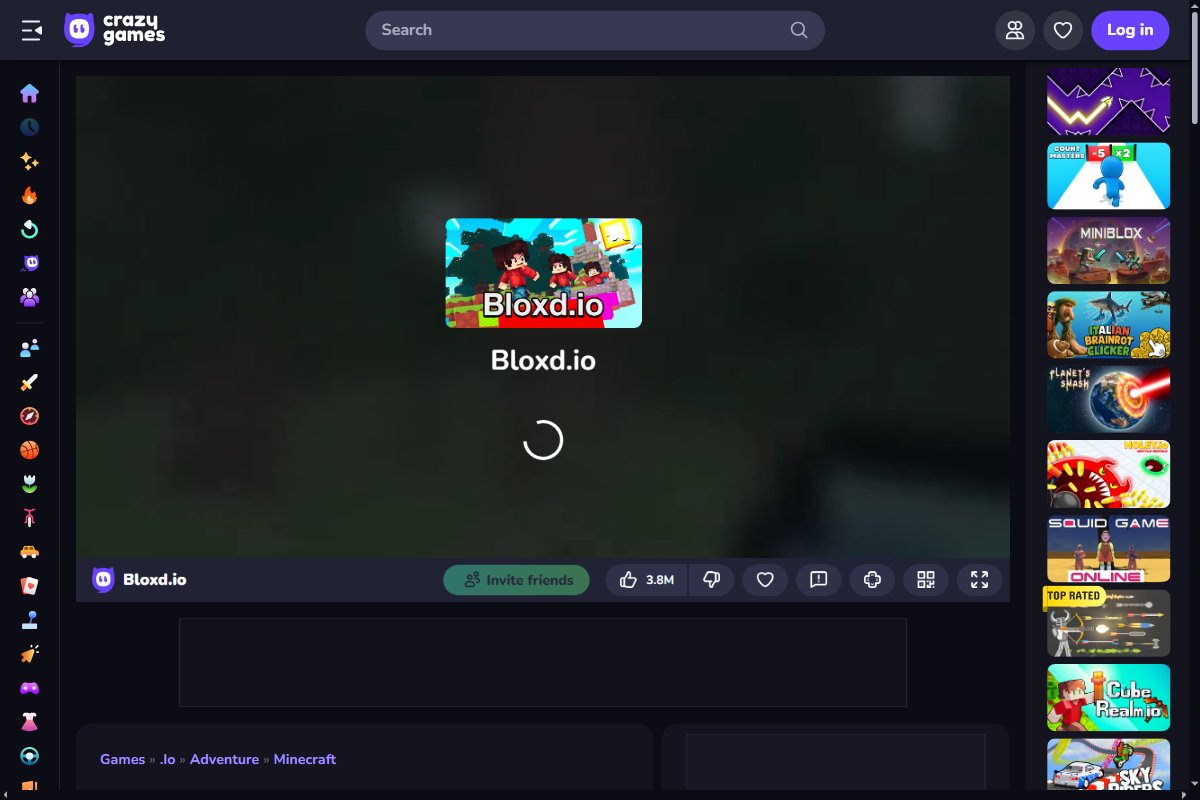 crazy
games
Search
Log in
Bloxd.io
Bloxd.io
Bloxd.io
Invite friends
3.8M
Games » .Io » Adventure » Minecraft
COUNT
MASTERS
-5
x2
MINIBLOX
ITALIAN
BRAINROT
CLICKER
PLANET'S
SMASH
HOLEY.IO
SQUID GAME
ONLINE
TOP RATED
Cube
Realm.io
SKY
RIDERS